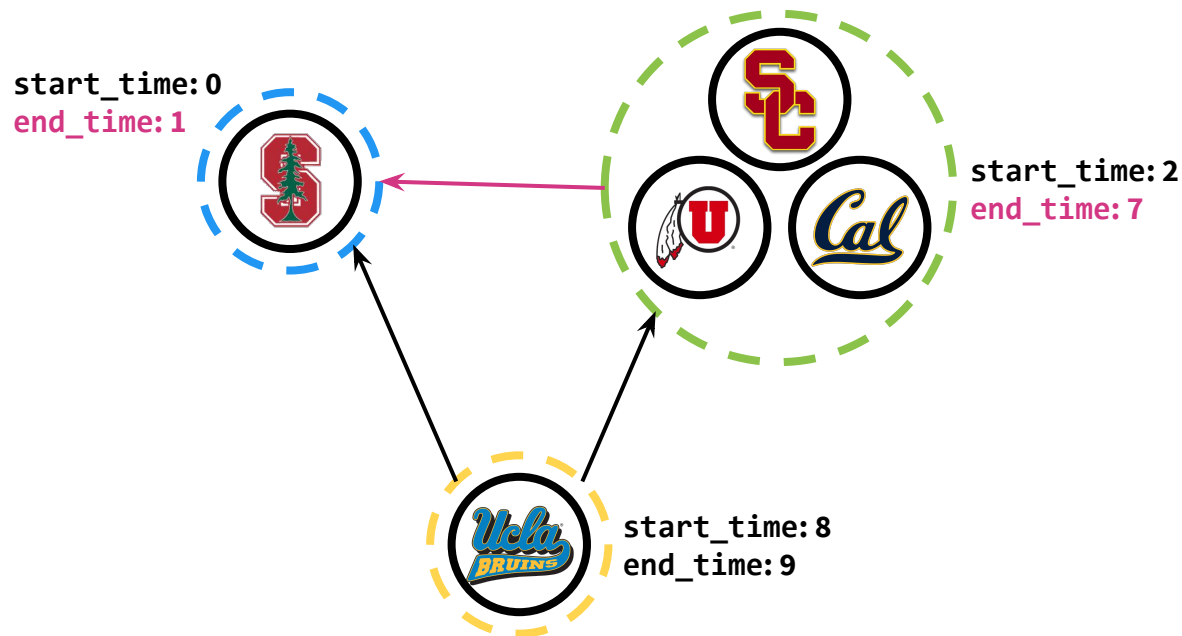 start_time: 0
end_time: 1
SC
S
U
Cal
start_time: 2
end_time: 7
Ucla
BRUINS
start_time: 8
end_time: 9